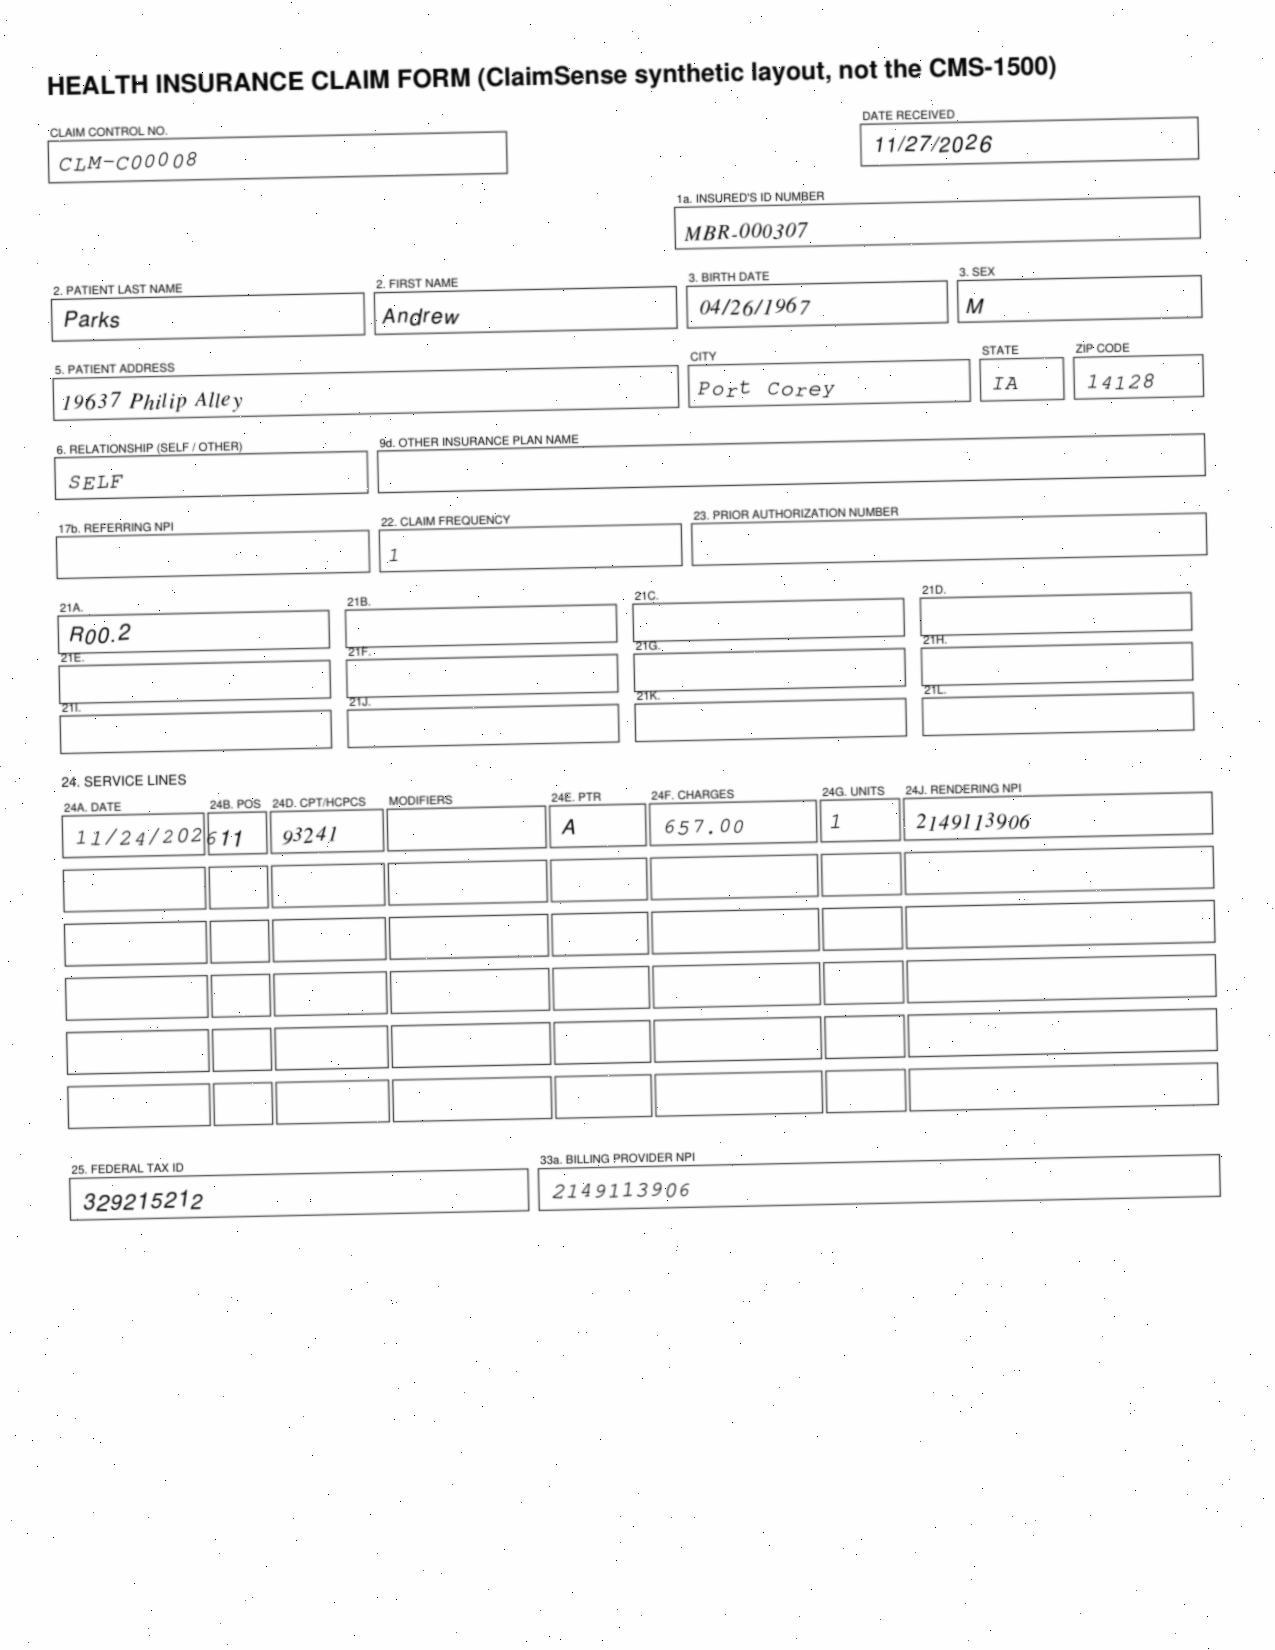 HEALTH INSURANCE CLAIM FORM (ClaimSense synthetic layout, not the CMS-1500)
CLAIM CONTROL NO. DATE RECEIVED
CLM-C00008 11/27/2026
1a. INSURED'S ID NUMBER
MBR-000307
2. PATIENT LAST NAME 2. FIRST NAME 3. BIRTH DATE 3. SEX
Parks Andrew 04/26/1967 M
5. PATIENT ADDRESS CITY STATE ZIP CODE
19637 Philip Alley Port Corey IA 14128
6. RELATIONSHIP (SELF / OTHER) 9d. OTHER INSURANCE PLAN NAME
SELF
17b. REFERRING NPI 22. CLAIM FREQUENCY 23. PRIOR AUTHORIZATION NUMBER
1
21A. 21B. 21C. 21D.
R00.2
21E. 21F. 21G. 21H.
21I. 21J. 21K. 21L.
24. SERVICE LINES
24A. DATE 24B. POS 24D. CPT/HCPCS MODIFIERS 24E. PTR 24F. CHARGES 24G. UNITS 24J. RENDERING NPI
11/24/2026 11 93241 A 657.00 1 2149113906
25. FEDERAL TAX ID 33a. BILLING PROVIDER NPI
329215212 2149113906